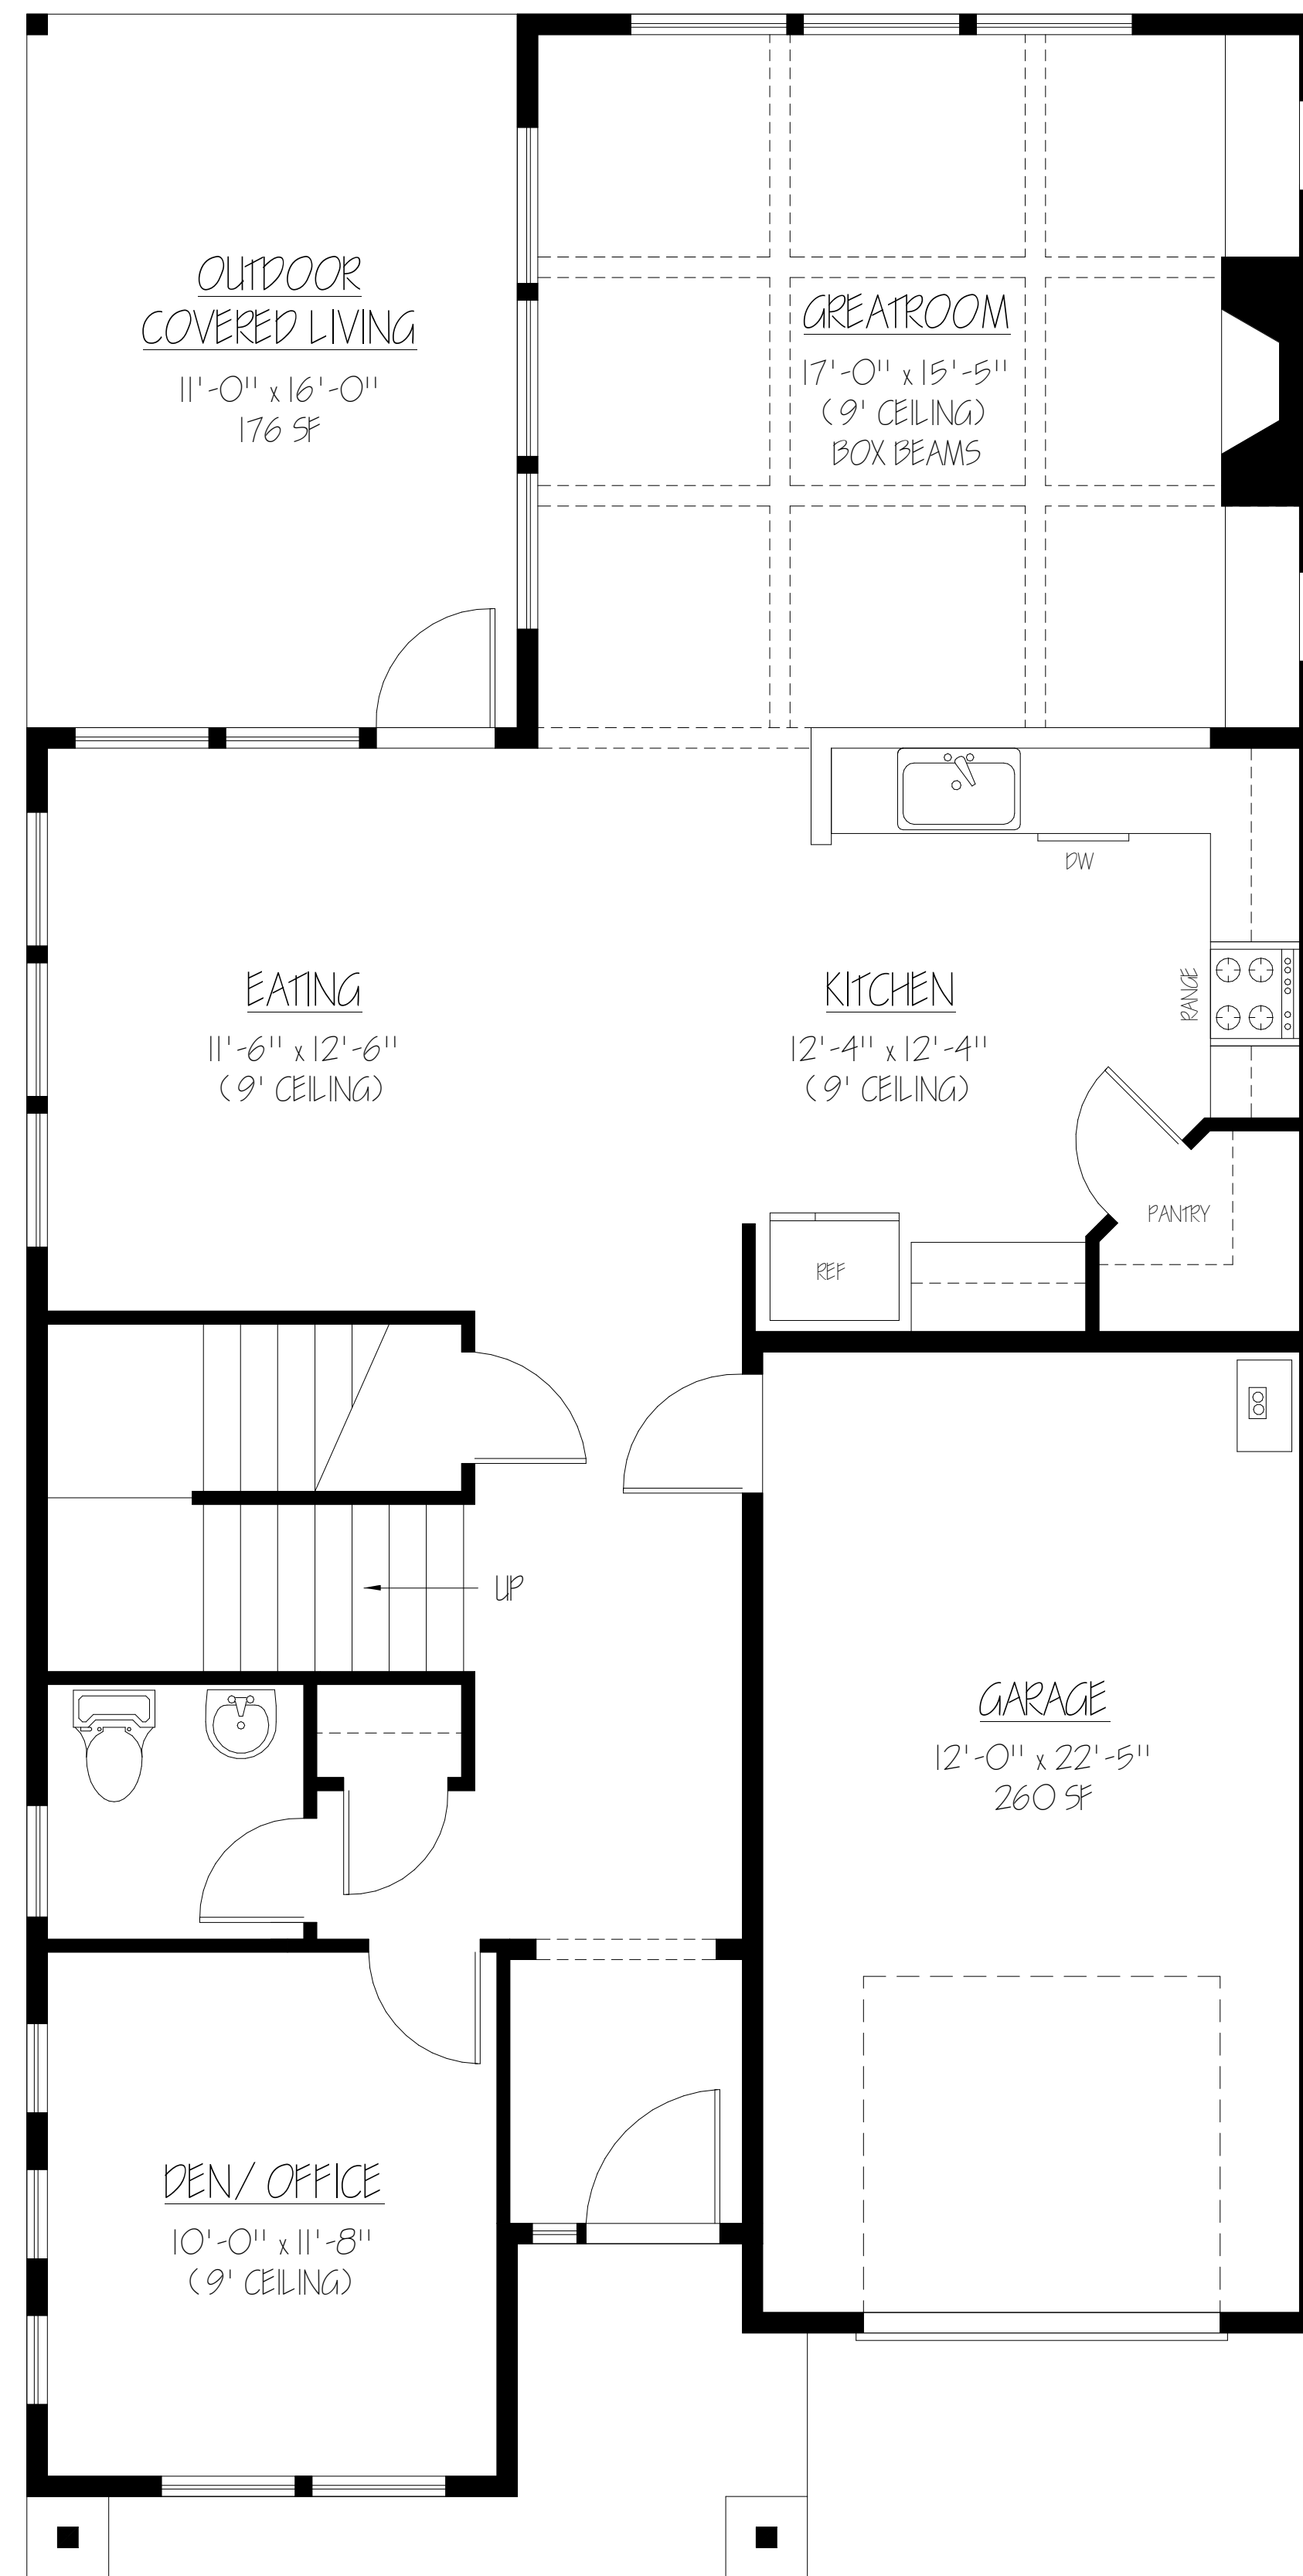 OUTDOOR
COVERED LIVING
11'-0" x 16'-0"
176 SF
GREATROOM
17'-0" x 15'-5"
(9' CEILING)
BOX BEAMS
DW
EATING
11'-6" x 12'-6"
(9' CEILING)
KITCHEN
12'-4" x 12'-4"
(9' CEILING)
RANGE
PANTRY
REF
UP
GARAGE
12'-0" x 22'-5"
260 SF
DEN/ OFFICE
10'-0" x 11'-8"
(9' CEILING)